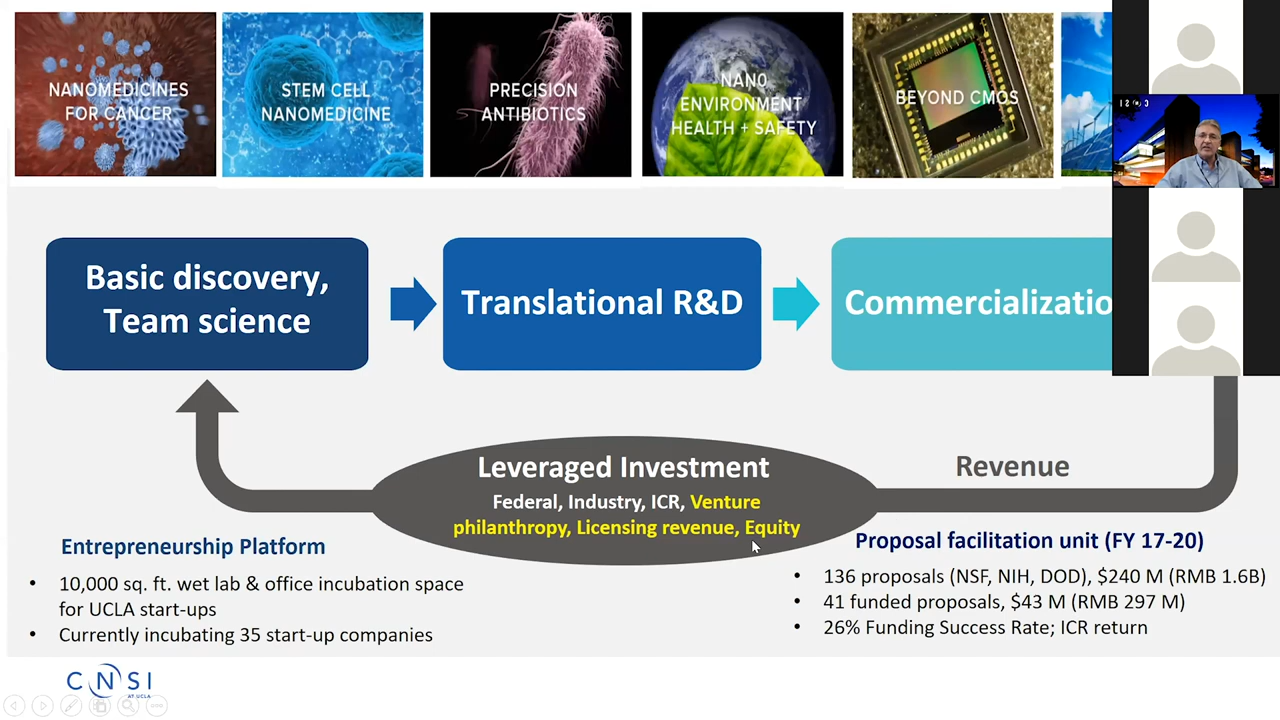 NANOMEDICINES
FOR CANCER
STEM CELL
NANOMEDICINE
PRECISION
ANTIBIOTICS
NANO
ENVIRONMENT
HEALTH + SAFETY
BEYOND CMOS
CNSI
Basic discovery,
Team science
Translational R&D
Commercializatio
Leveraged Investment
Federal, Industry, ICR, Venture
philanthropy, Licensing revenue, Equity
Revenue
Entrepreneurship Platform
• 10,000 sq. ft. wet lab & office incubation space
for UCLA start-ups
• Currently incubating 35 start-up companies
Proposal facilitation unit (FY 17-20)
• 136 proposals (NSF, NIH, DOD), $240 M (RMB 1.6B)
• 41 funded proposals, $43 M (RMB 297 M)
• 26% Funding Success Rate; ICR return
CNSI
AT UCLA